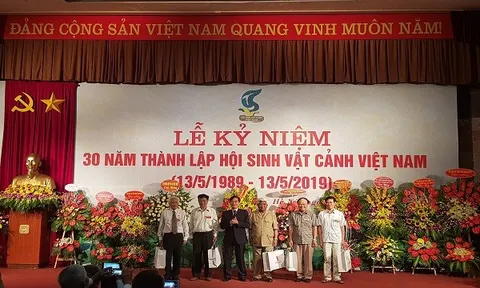 ĐẢNG CỘNG SẢN VIỆT NAM QUANG VINH MUÔN NĂM!
LỄ KỶ NIỆM
30 NĂM THÀNH LẬP HỘI SINH VẬT CẢNH VIỆT NAM
(13/5/1989 - 13/5/2019)